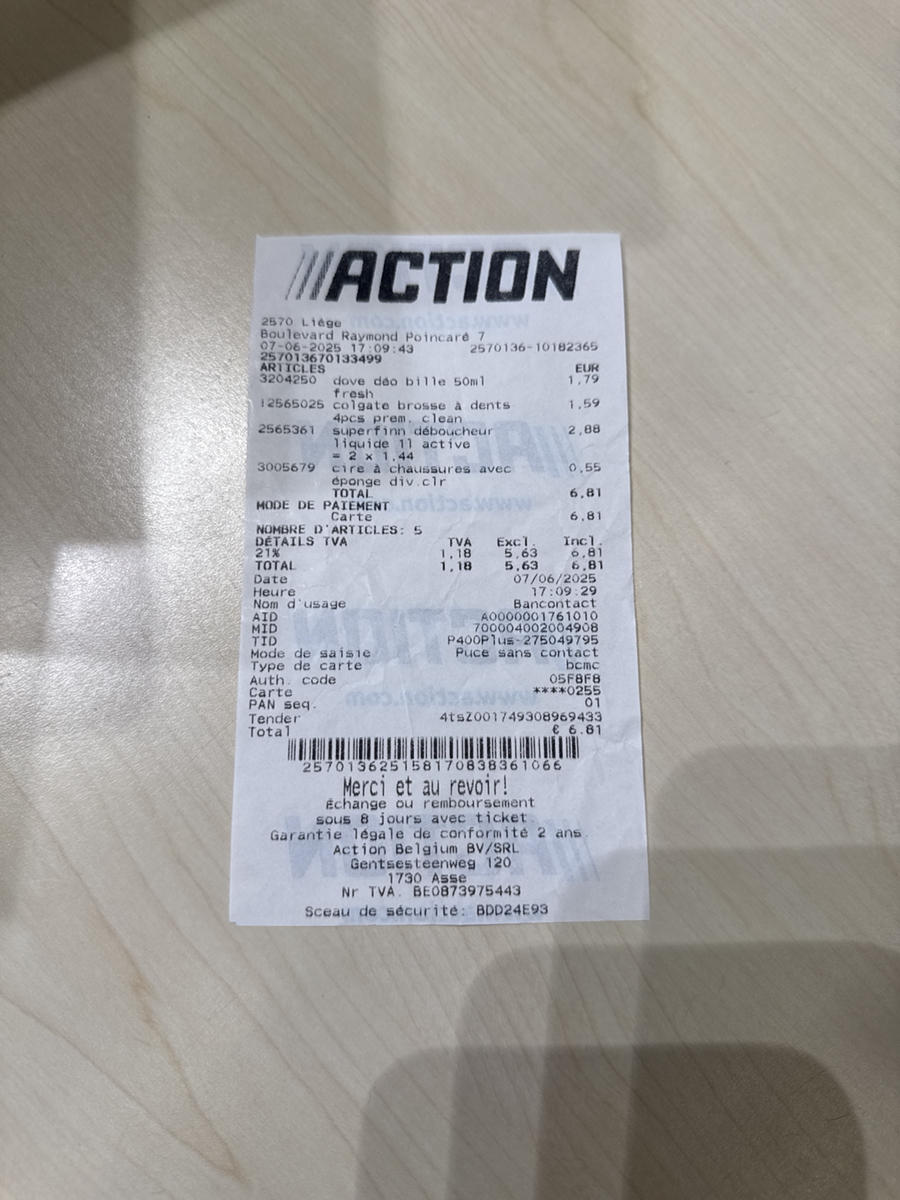 ACTION
2570 Liège
Boulevard Raymond Poincaré 7
07-06-2025 17:09:43 2570136-10182365
257013670133499
ARTICLES EUR
3204250 dove déo bille 50ml 1,79
fresh
12565025 colgate brosse à dents 1,59
4pcs prem. clean
2565361 superfinn déboucheur 2,88
liquide 1l active
= 2 x 1,44
3005679 cire à chaussures avec 0,55
éponge div.clr
TOTAL 6,81
MODE DE PAIEMENT
Carte 6,81
NOMBRE D'ARTICLES: 5
DÉTAILS TVA TVA Excl. Incl.
21% 1,18 5,63 6,81
TOTAL 1,18 5,63 6,81
Date 07/06/2025
Heure 17:09:29
Nom d'usage Bancontact
AID A0000001761010
MID 700004002004908
TID P400Plus-275049795
Mode de saisie Puce sans contact
Type de carte bcmc
Auth. code 05F8F8
Carte ****0255
PAN seq. 01
Tender 4tsZ001749308969433
Total € 6.81
2570136251581708383610​66
Merci et au revoir!
Échange ou remboursement
sous 8 jours avec ticket.
Garantie légale de conformité 2 ans.
Action Belgium BV/SRL
Gentsesteenweg 120
1730 Asse
Nr TVA. BE0873975443
Sceau de sécurité: BDD24E93